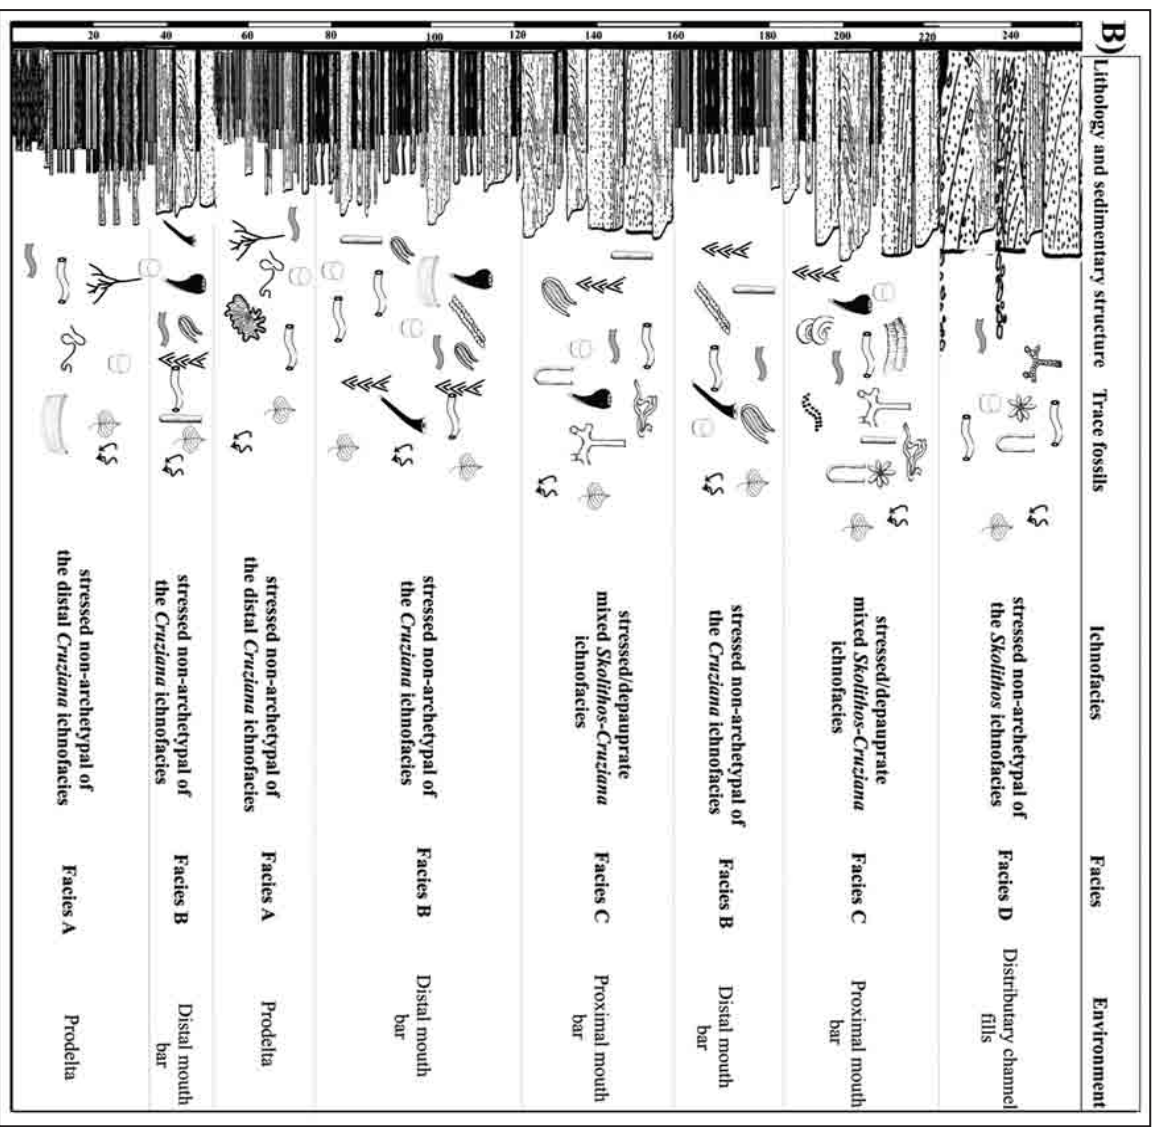 B)
Lithology and sedimentary structure
Trace fossils
Ichnofacies
Facies
Environment
240
220
200
180
160
140
120
100
80
60
40
20
stressed non-archetypal of
the Skolithos ichnofacies
Facies D
Distributary channel
fills
stressed/depauprate
mixed Skolithos-Cruziana
ichnofacies
Facies C
Proximal mouth
bar
stressed non-archetypal of
the Cruziana ichnofacies
Facies B
Distal mouth
bar
stressed/depauprate
mixed Skolithos-Cruziana
ichnofacies
Facies C
Proximal mouth
bar
stressed non-archetypal of
the Cruziana ichnofacies
Facies B
Distal mouth
bar
stressed non-archetypal of
the distal Cruziana ichnofacies
Facies A
Prodelta
stressed non-archetypal of
the Cruziana ichnofacies
Facies B
Distal mouth
bar
stressed non-archetypal of
the distal Cruziana ichnofacies
Facies A
Prodelta